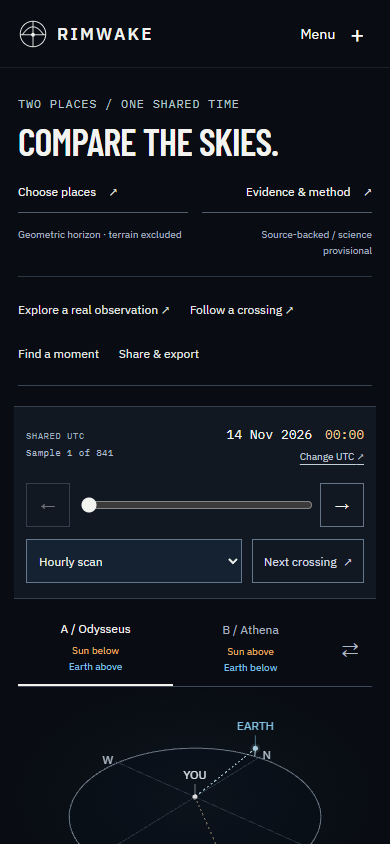 RIMWAKE
Menu +
TWO PLACES / ONE SHARED TIME
COMPARE THE SKIES.
Choose places ↗
Evidence & method ↗
Geometric horizon · terrain excluded
Source-backed / science
provisional
Explore a real observation ↗ Follow a crossing ↗
Find a moment Share & export
SHARED UTC
14 Nov 2026 00:00
Sample 1 of 841
Change UTC ↗
← →
Hourly scan
Next crossing ↗
A / Odysseus
Sun below
Earth above
B / Athena
Sun above
Earth below
⇄
EARTH
N
W
YOU